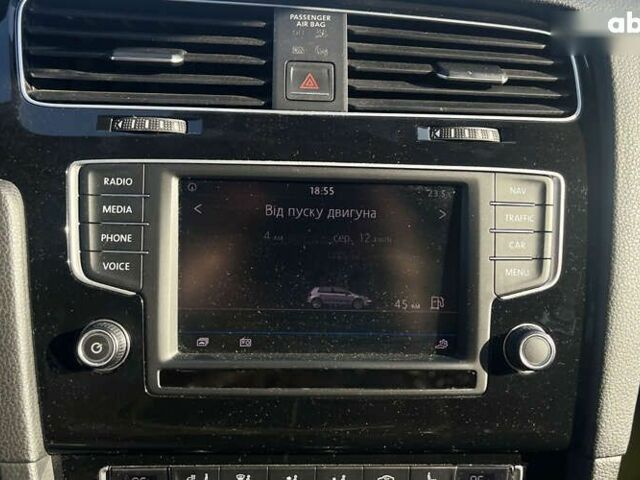 ab
PASSENGER
AIR BAG
RADIO
MEDIA
PHONE
VOICE
18:55
23.5
Від пуску двигуна
4 км
сер. 12
45 км
NAV
TRAFFIC
CAR
MENU